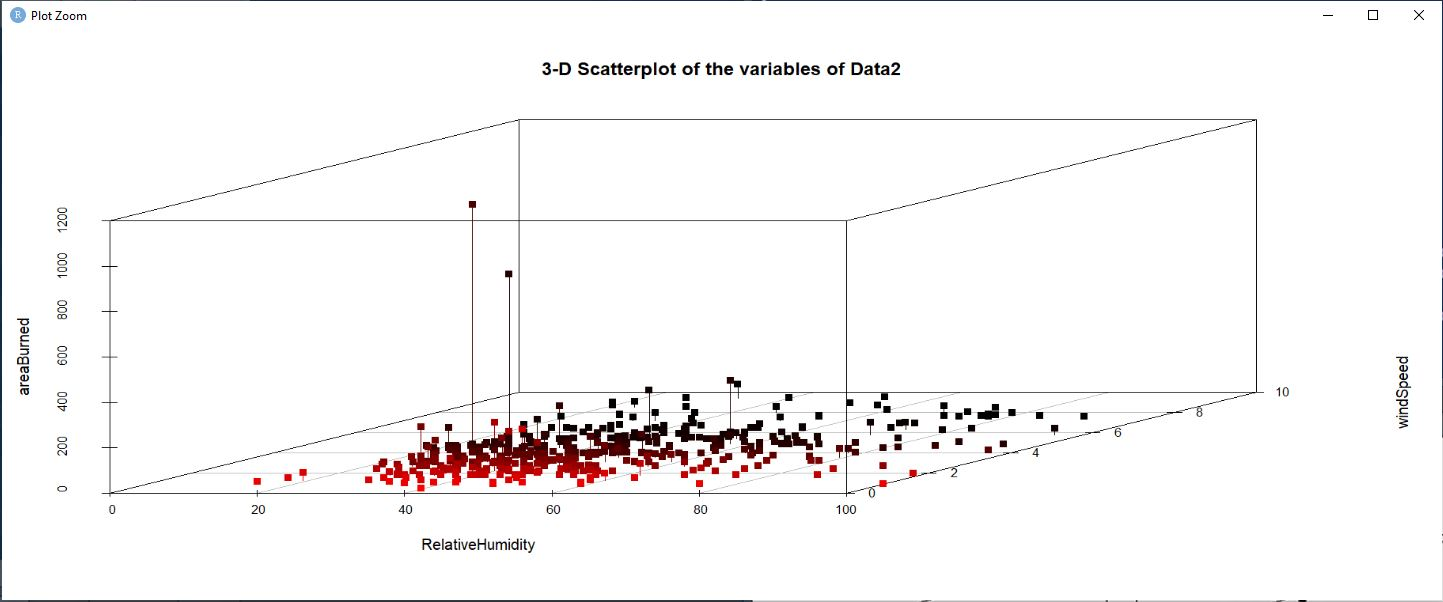 R Plot Zoom
3-D Scatterplot of the variables of Data2
areaBurned
1200
1000
800
600
400
200
0
0 20 40 60 80 100
RelativeHumidity
0
2
4
6
8
10
windSpeed